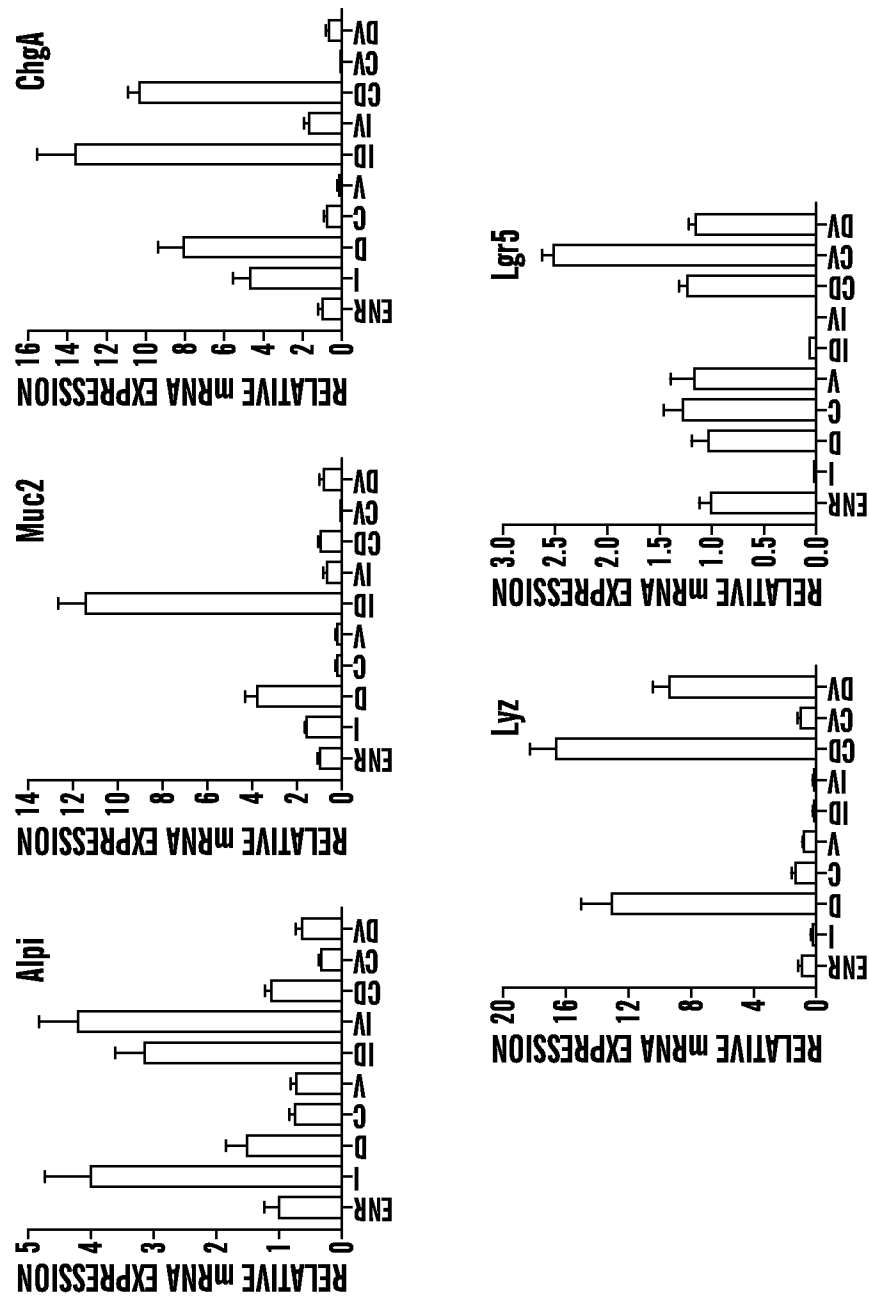 Alpi
RELATIVE mRNA EXPRESSION
5
4
3
2
1
0
ENR I D C V ID IV CD CV DV
Muc2
RELATIVE mRNA EXPRESSION
14
12
10
8
6
4
2
0
ENR I D C V ID IV CD CV DV
ChgA
RELATIVE mRNA EXPRESSION
16
14
12
10
8
6
4
2
0
ENR I D C V ID IV CD CV DV
Lyz
RELATIVE mRNA EXPRESSION
20
16
12
8
4
0
ENR I D C V ID IV CD CV DV
Lgr5
RELATIVE mRNA EXPRESSION
3.0
2.5
2.0
1.5
1.0
0.5
0.0
ENR I D C V ID IV CD CV DV